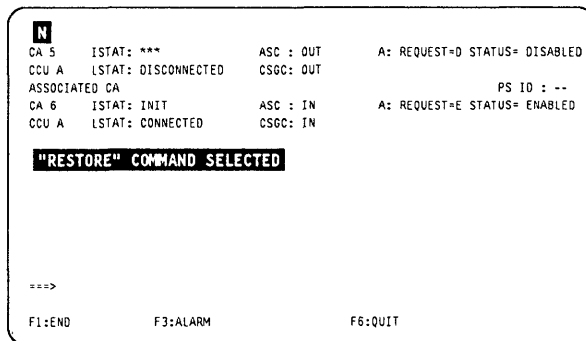 N
CA 5 ISTAT: *** ASC : OUT A: REQUEST=D STATUS= DISABLED
CCU A LSTAT: DISCONNECTED CSGC: OUT
ASSOCIATED CA PS ID : --
CA 6 ISTAT: INIT ASC : IN A: REQUEST=E STATUS= ENABLED
CCU A LSTAT: CONNECTED CSGC: IN
"RESTORE" COMMAND SELECTED
===>
F1:END F3:ALARM F6:QUIT